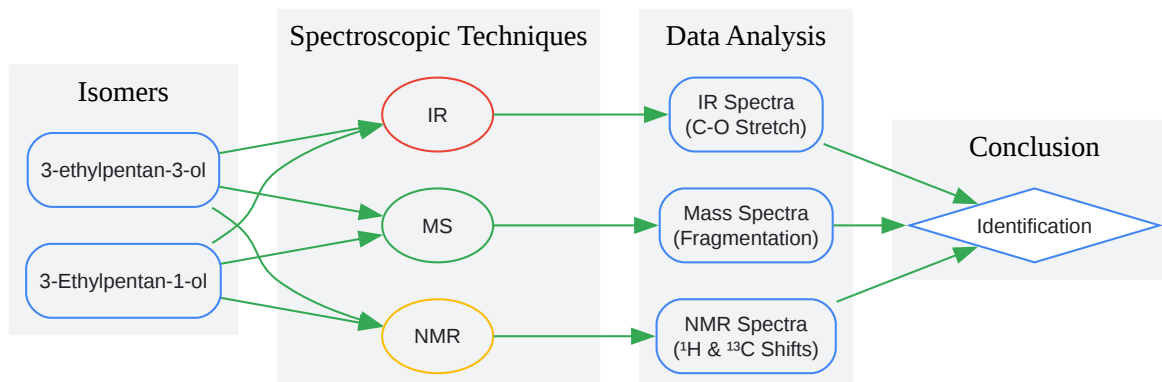 Isomers
3-ethylpentan-3-ol
3-Ethylpentan-1-ol
Spectroscopic Techniques
IR
MS
NMR
Data Analysis
IR Spectra
(C-O Stretch)
Mass Spectra
(Fragmentation)
NMR Spectra
(¹H & ¹³C Shifts)
Conclusion
Identification